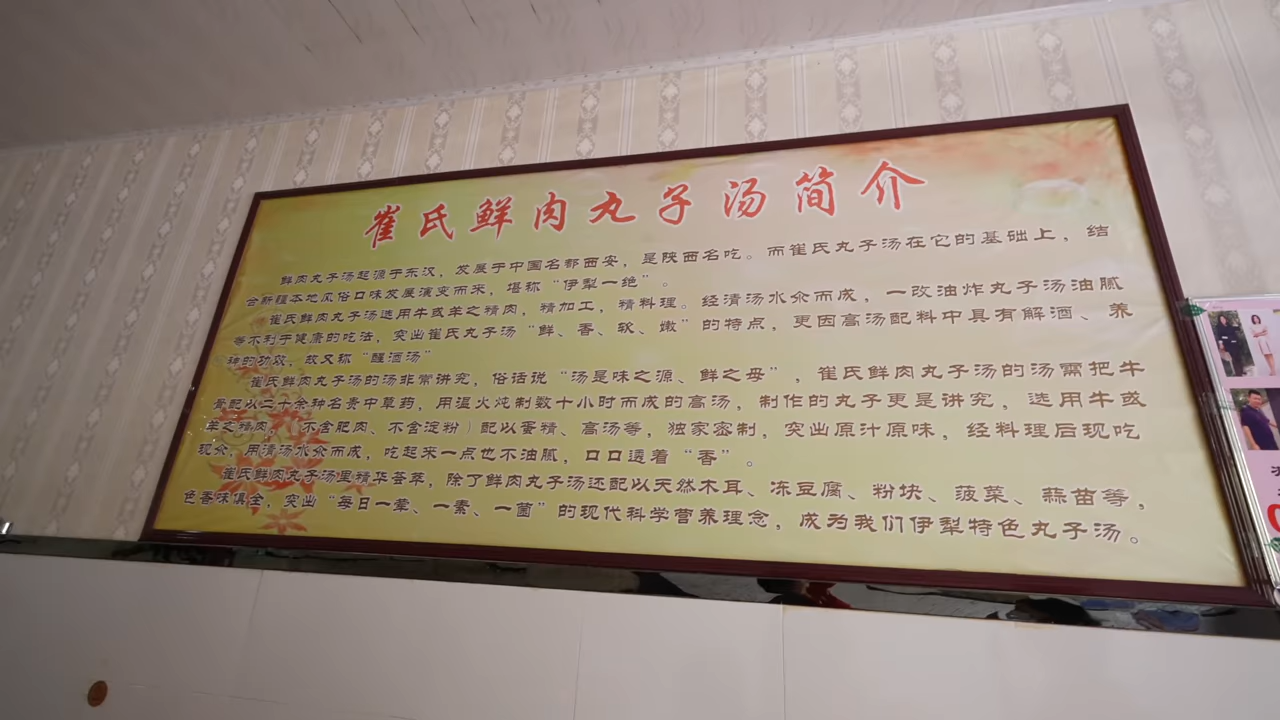 崔氏鲜肉丸子汤简介
鲜肉丸子汤起源于东汉，发展于中国名都西安，是陕西名吃。而崔氏丸子汤在它的基础上，结
合新疆本地风俗口味发展演变而来，堪称“伊犁一绝”。
崔氏鲜肉丸子汤选用牛或羊之精肉，精加工，精料理。经清汤水汆而成，一改油炸丸子汤油腻
等不利于健康的吃法，突出崔氏丸子汤“鲜、香、软、嫩”的特点，更因高汤配料中具有解酒、养
神的功效，故又称“醒酒汤”
崔氏鲜肉丸子汤的汤非常讲究，俗话说“汤是味之源、鲜之母”，崔氏鲜肉丸子汤的汤需把牛
骨配以二十余种名贵中草药，用温火炖制数十小时而成的高汤，制作的丸子更是讲究，选用牛或
羊之精肉，（不含肥肉、不含淀粉）配以蛋精、高汤等，独家密制，突出原汁原味，经料理后现吃
现汆，用清汤水汆而成，吃起来一点也不油腻，口口透着“香”。
崔氏鲜肉丸子汤里精华荟萃，除了鲜肉丸子汤还配以天然木耳、冻豆腐、粉块、菠菜、蒜苗等，
色香味俱全，突出“每日一荤、一素、一菌”的现代科学营养理念，成为我们伊犁特色丸子汤。